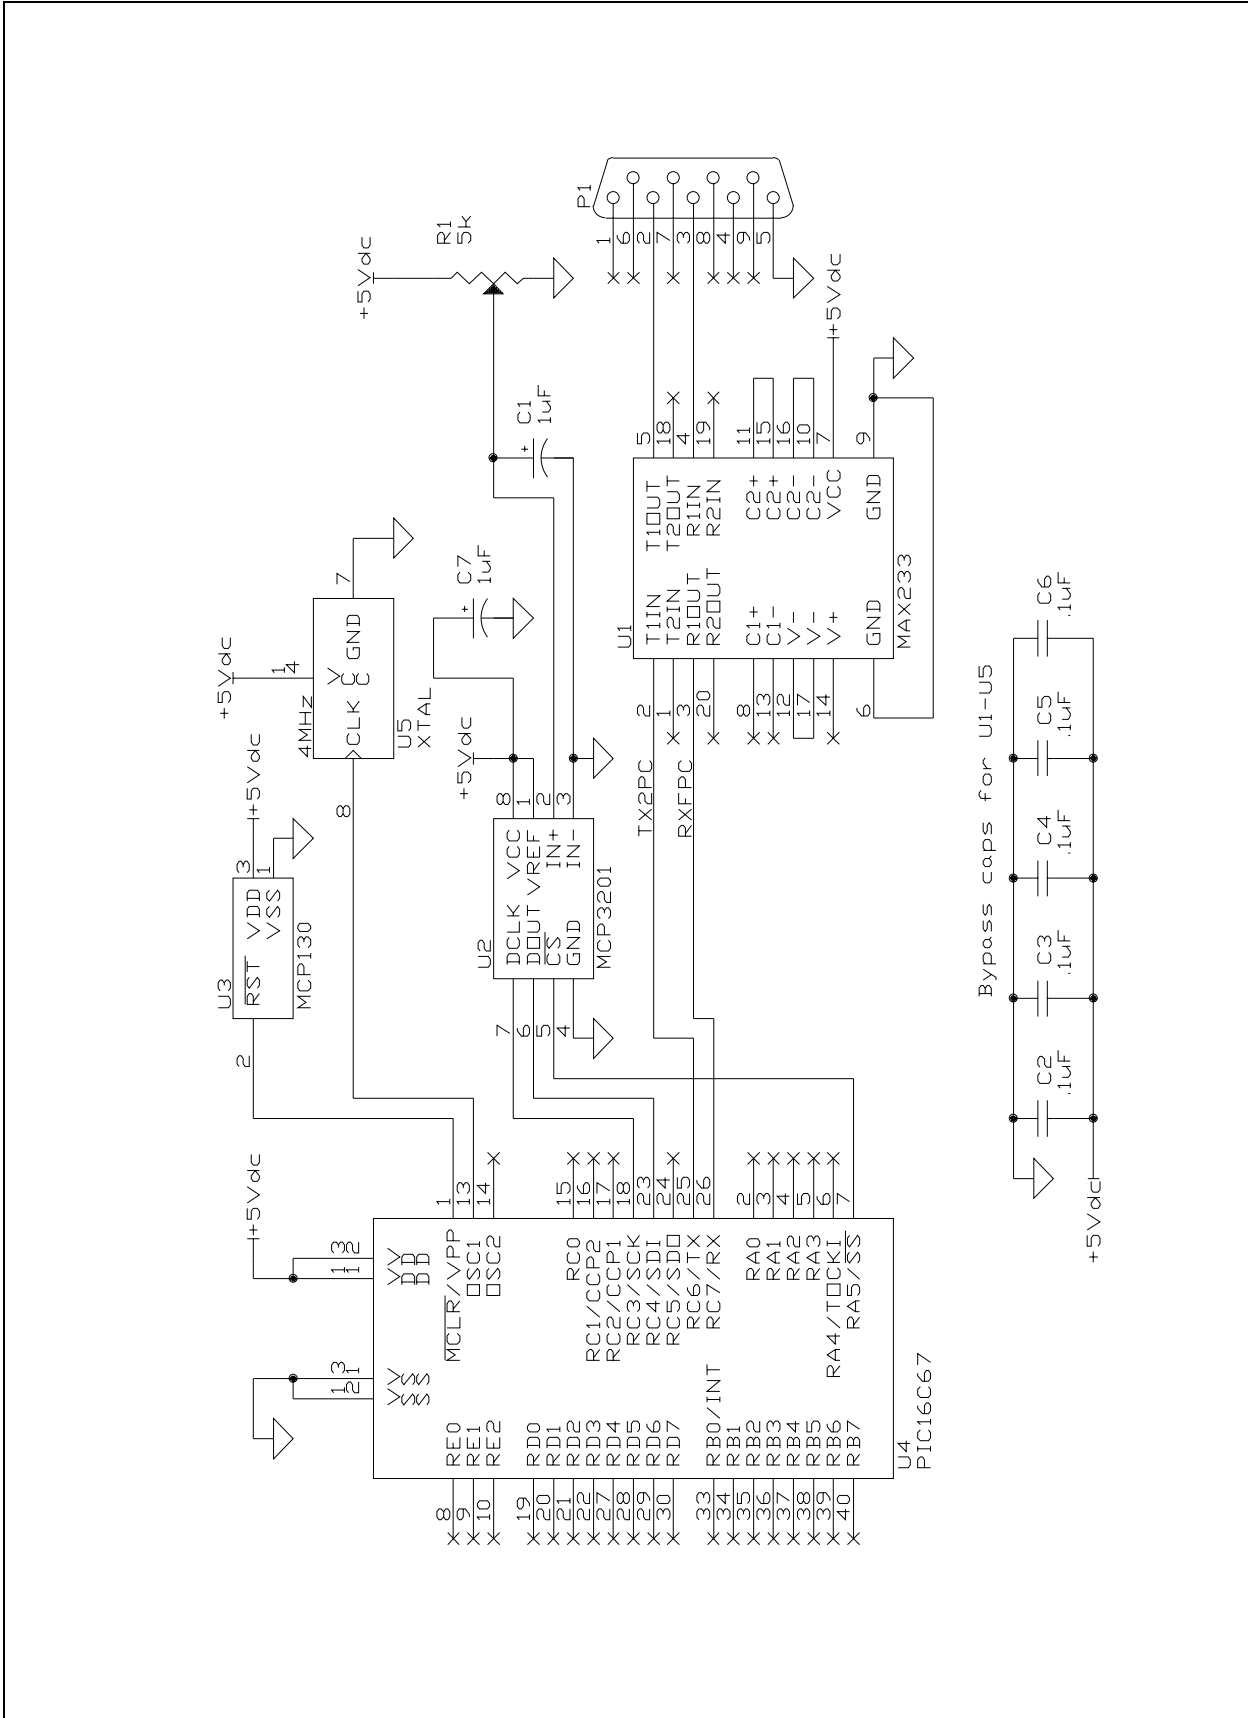 P1
1
6
2
7
3
8
4
9
5
R1
5K
+5Vdc
+5Vdc
C1
1uF
5
18
4
19
11
15
16
10
7
9
T1OUT
T2OUT
R1IN
R2IN
C2+
C2+
C2-
C2-
VCC
GND
U1
T1IN
T2IN
R1OUT
R2OUT
C1+
C1-
V-
V-
V+
GND
MAX233
2
1
3
20
8
13
12
17
14
6
TX2PC
RXFPC
C7
1uF
+5Vdc
7
14
4MHz
CLK
VCC
GND
U5
XTAL
8
+5Vdc
+5Vdc
3
1
U3
RST
VDD
VSS
MCP130
2
8
1
2
3
U2
DCLK
VCC
DOUT
VREF
CS
IN+
GND
IN-
MCP3201
7
6
5
4
Bypass caps for U1-U5
C2
.1uF
C3
.1uF
C4
.1uF
C5
.1uF
C6
.1uF
+5Vdc
+5Vdc
32
11
VDD
VDD
31
12
VSS
VSS
1
13
14
15
16
17
18
23
24
25
26
2
3
4
5
6
7
MCLR/VPP
OSC1
OSC2
RC0
RC1/CCP2
RC2/CCP1
RC3/SCK
RC4/SDI
RC5/SDO
RC6/TX
RC7/RX
RA0
RA1
RA2
RA3
RA4/TOCKI
RA5/SS
RE0
RE1
RE2
RD0
RD1
RD2
RD3
RD4
RD5
RD6
RD7
RB0/INT
RB1
RB2
RB3
RB4
RB5
RB6
RB7
U4
PIC16C67
8
9
10
19
20
21
22
27
28
29
30
33
34
35
36
37
38
39
40